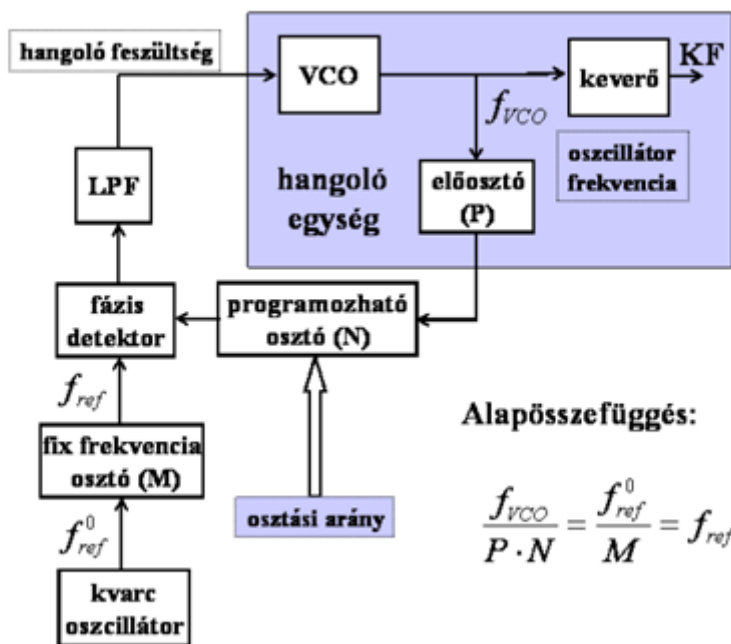 hangoló feszültség
VCO
keverő
KF
f_VCO
oszcillátor
frekvencia
LPF
hangoló
egység
előosztó
(P)
fázis
detektor
programozható
osztó (N)
f_ref
Alapösszefüggés:
fix frekvencia
osztó (M)
f_VCO / P · N = f⁰_ref / M = f_ref
osztási arány
f⁰_ref
kvarc
oszcillátor